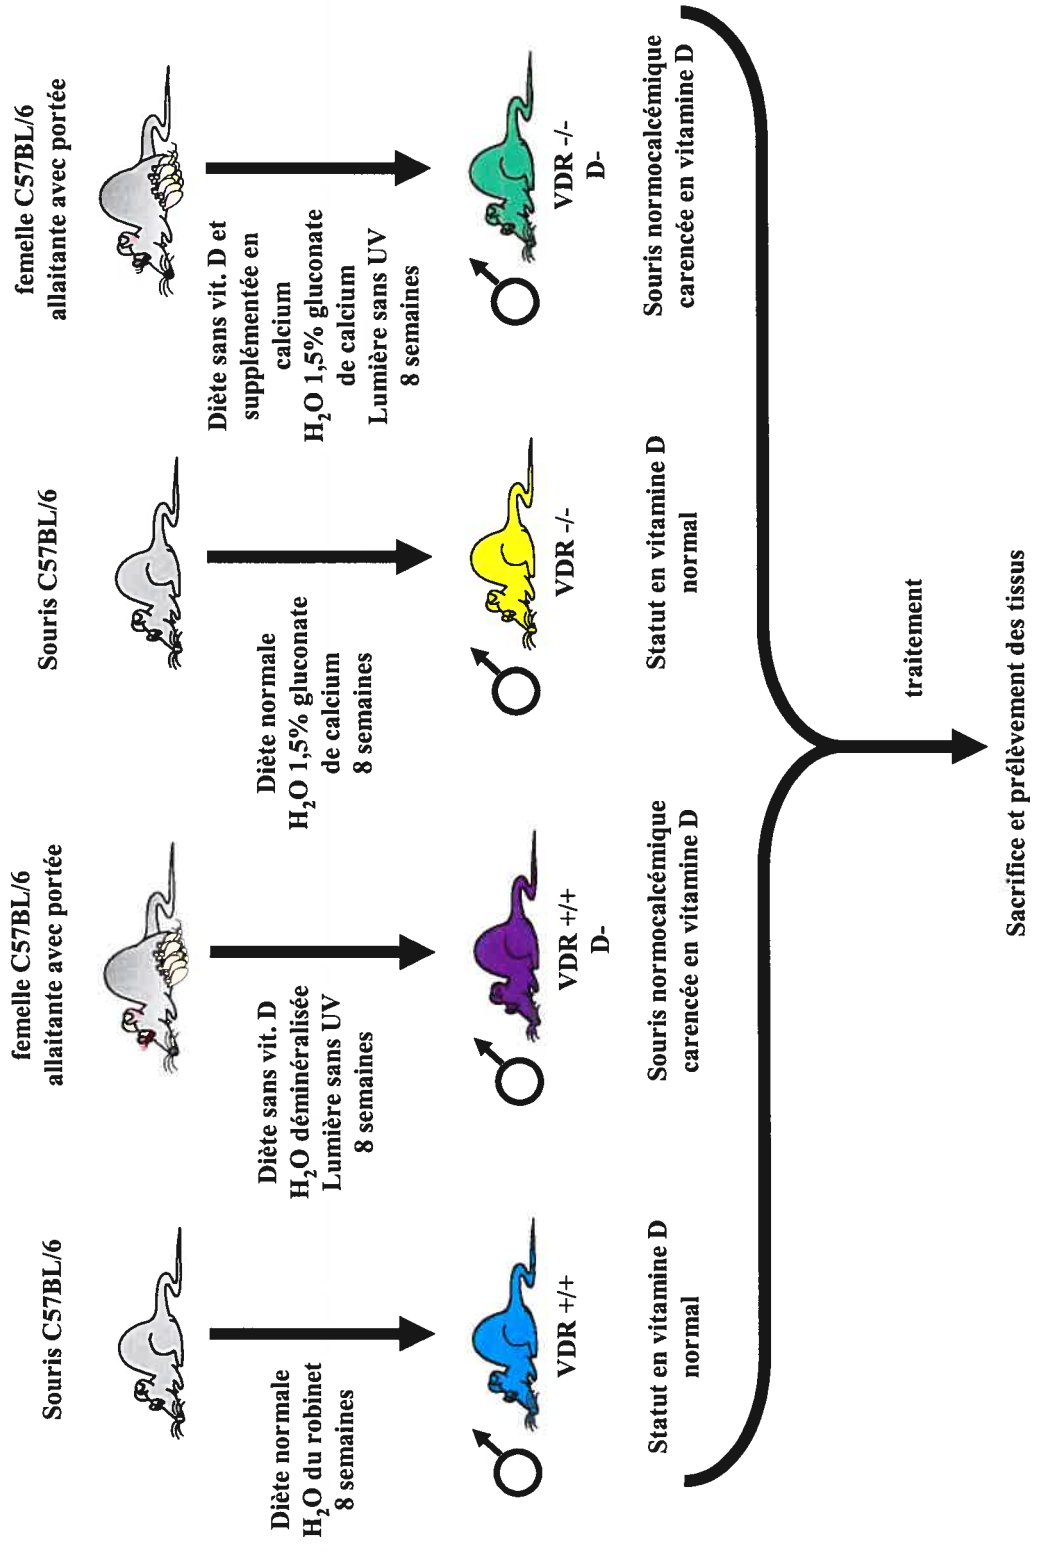 Souris C57BL/6
Diète normale
H₂O du robinet
8 semaines
VDR +/+
Statut en vitamine D
normal
femelle C57BL/6
allaitante avec portée
Diète sans vit. D
H₂O déminéralisée
Lumière sans UV
8 semaines
VDR +/+
D-
Souris normocalcémique
carencée en vitamine D
Souris C57BL/6
Diète normale
H₂O 1,5% gluconate
de calcium
8 semaines
VDR -/-
Statut en vitamine D
normal
femelle C57BL/6
allaitante avec portée
Diète sans vit. D et
supplémentée en
calcium
H₂O 1,5% gluconate
de calcium
Lumière sans UV
8 semaines
VDR -/-
D-
Souris normocalcémique
carencée en vitamine D
traitement
Sacrifice et prélèvement des tissus